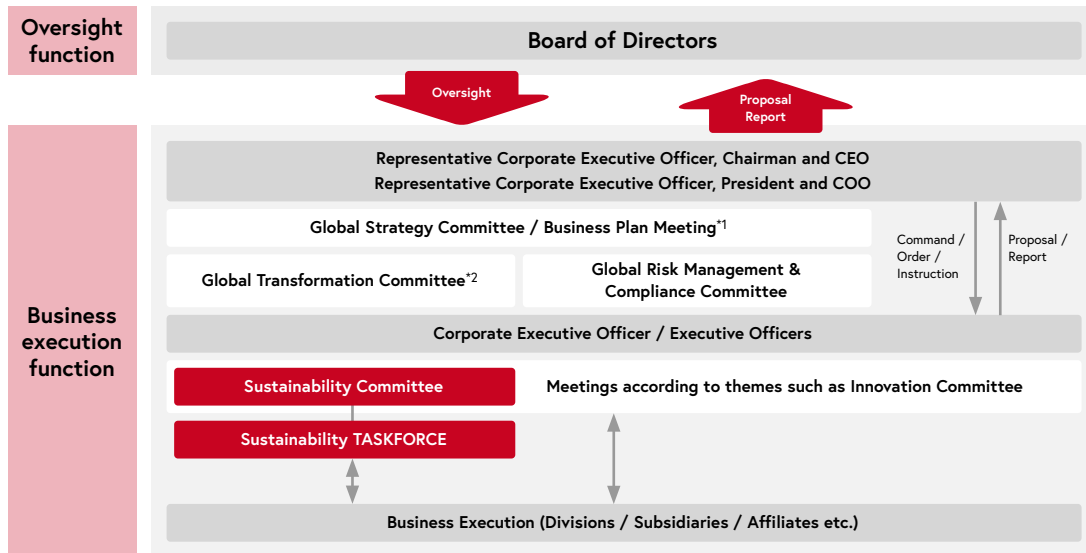 Oversight
function
Board of Directors
Oversight
Proposal
Report
Business
execution
function
Representative Corporate Executive Officer, Chairman and CEO
Representative Corporate Executive Officer, President and COO
Global Strategy Committee / Business Plan Meeting*1
Command /
Order /
Instruction
Proposal /
Report
Global Transformation Committee*2
Global Risk Management &
Compliance Committee
Corporate Executive Officer / Executive Officers
Sustainability Committee
Meetings according to themes such as Innovation Committee
Sustainability TASKFORCE
Business Execution (Divisions / Subsidiaries / Affiliates etc.)